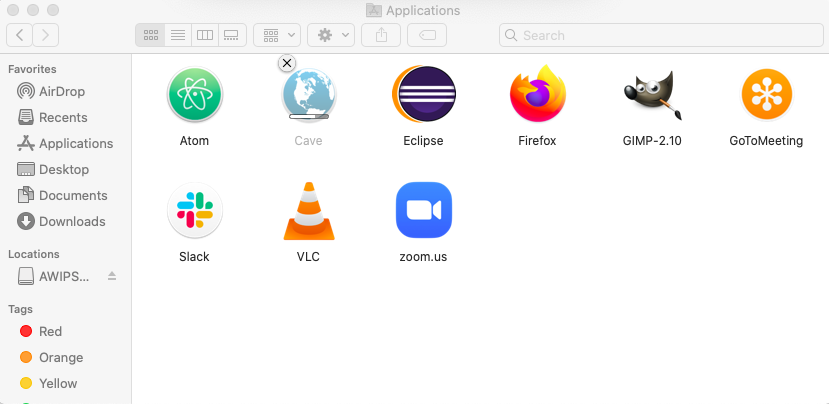 Applications
Search
Favorites
AirDrop
Recents
Applications
Desktop
Documents
Downloads
Locations
AWIPS...
Tags
Red
Orange
Yellow
Atom
Cave
Eclipse
Firefox
GIMP-2.10
GoToMeeting
Slack
VLC
zoom.us